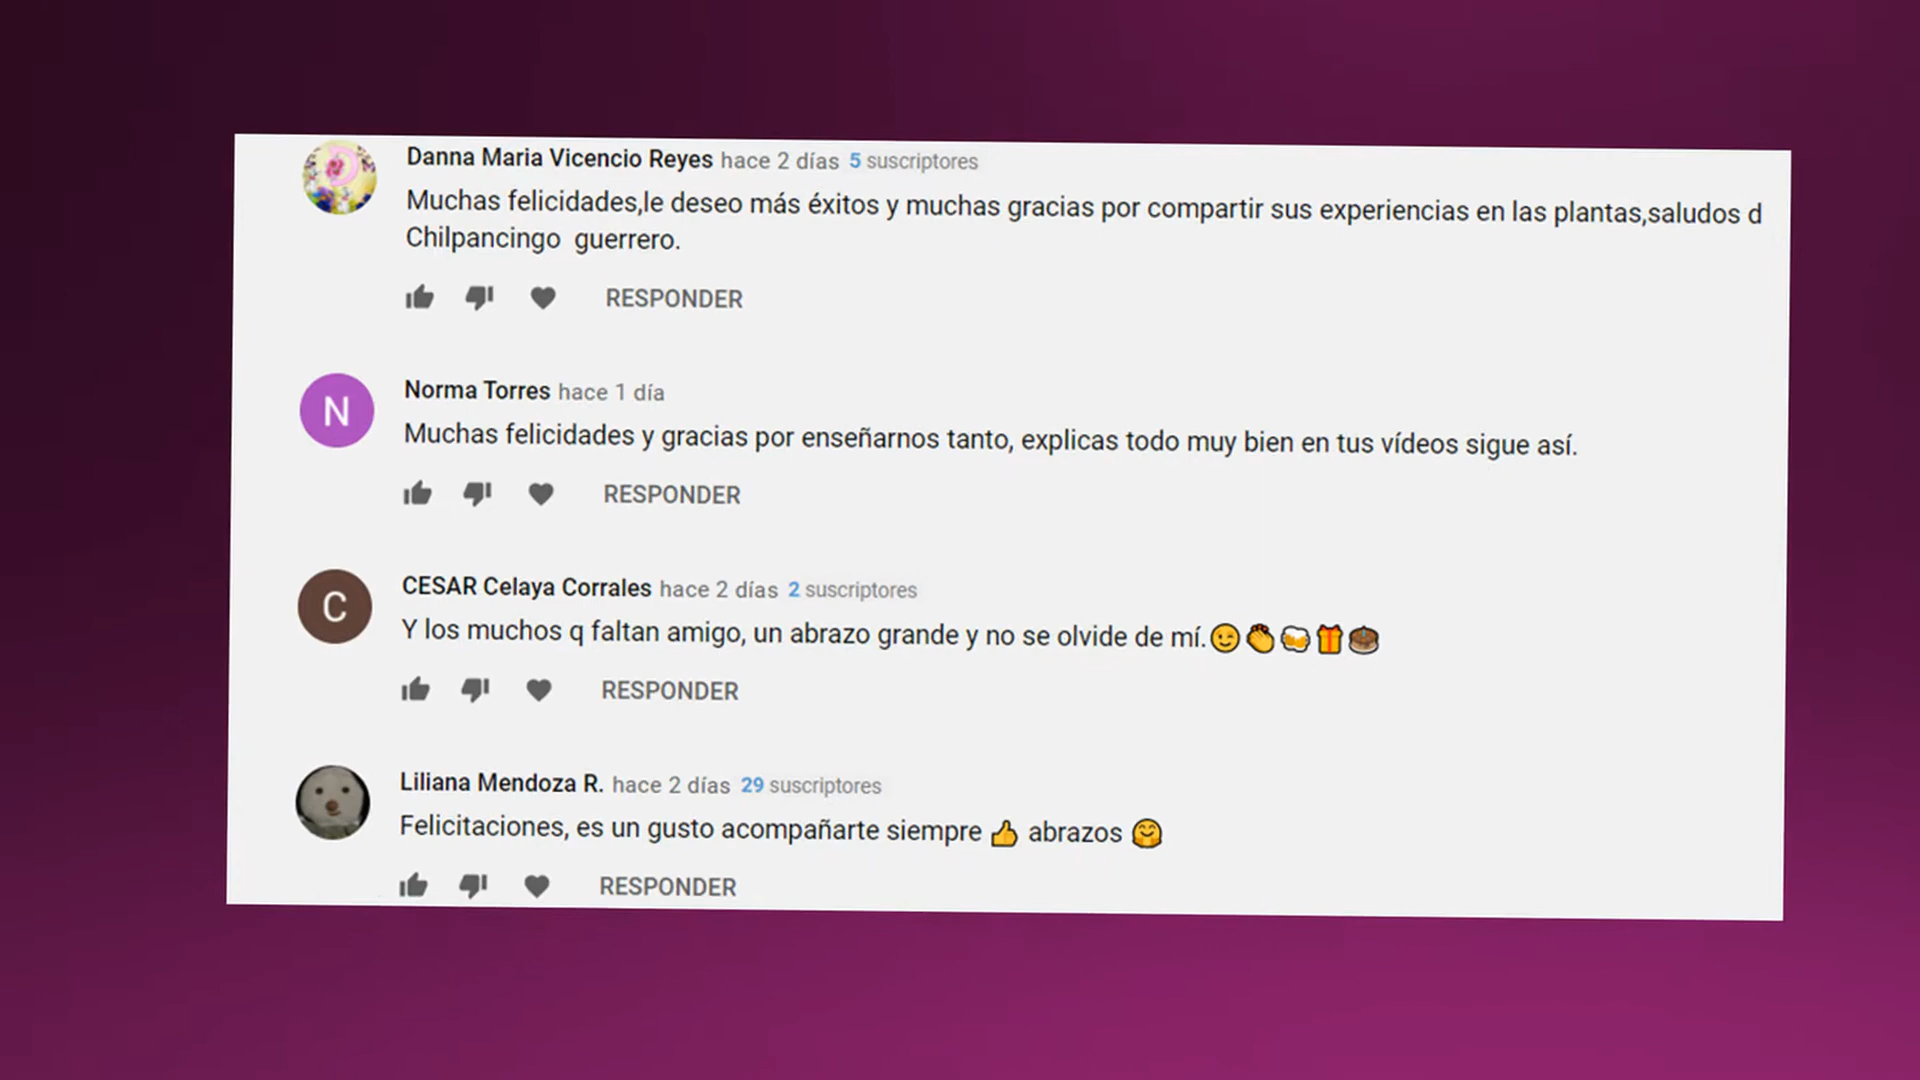 Danna Maria Vicencio Reyes hace 2 días 5 suscriptores
Muchas felicidades,le deseo más éxitos y muchas gracias por compartir sus experiencias en las plantas,saludos d
Chilpancingo guerrero.
RESPONDER
N
Norma Torres hace 1 día
Muchas felicidades y gracias por enseñarnos tanto, explicas todo muy bien en tus vídeos sigue así.
RESPONDER
C
CESAR Celaya Corrales hace 2 días 2 suscriptores
Y los muchos q faltan amigo, un abrazo grande y no se olvide de mí.😉👏🍻🎁🎂
RESPONDER
Liliana Mendoza R. hace 2 días 29 suscriptores
Felicitaciones, es un gusto acompañarte siempre 👍 abrazos 🤗
RESPONDER